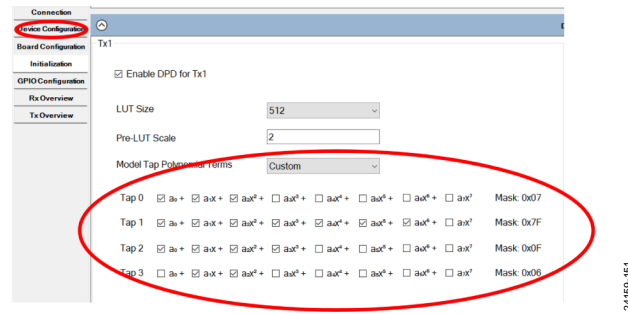 Connection
Device Configuration
Board Configuration
Initialization
GPIO Configuration
Rx Overview
Tx Overview
Tx1
Enable DPD for Tx1
LUT Size 512
Pre-LUT Scale 2
Model Tap Polynomial Terms Custom
Tap 0 ☑ a₀ + ☑ a₁x + ☑ a₂x² + ☐ a₃x³ + ☐ a₄x⁴ + ☐ a₅x⁵ + ☐ a₆x⁶ + ☐ a₇x⁷ Mask: 0x07
Tap 1 ☑ a₀ + ☑ a₁x + ☑ a₂x² + ☑ a₃x³ + ☑ a₄x⁴ + ☑ a₅x⁵ + ☑ a₆x⁶ + ☐ a₇x⁷ Mask: 0x7F
Tap 2 ☑ a₀ + ☑ a₁x + ☑ a₂x² + ☑ a₃x³ + ☐ a₄x⁴ + ☐ a₅x⁵ + ☐ a₆x⁶ + ☐ a₇x⁷ Mask: 0x0F
Tap 3 ☐ a₀ + ☑ a₁x + ☑ a₂x² + ☐ a₃x³ + ☐ a₄x⁴ + ☐ a₅x⁵ + ☐ a₆x⁶ + ☐ a₇x⁷ Mask: 0x06
24159-151